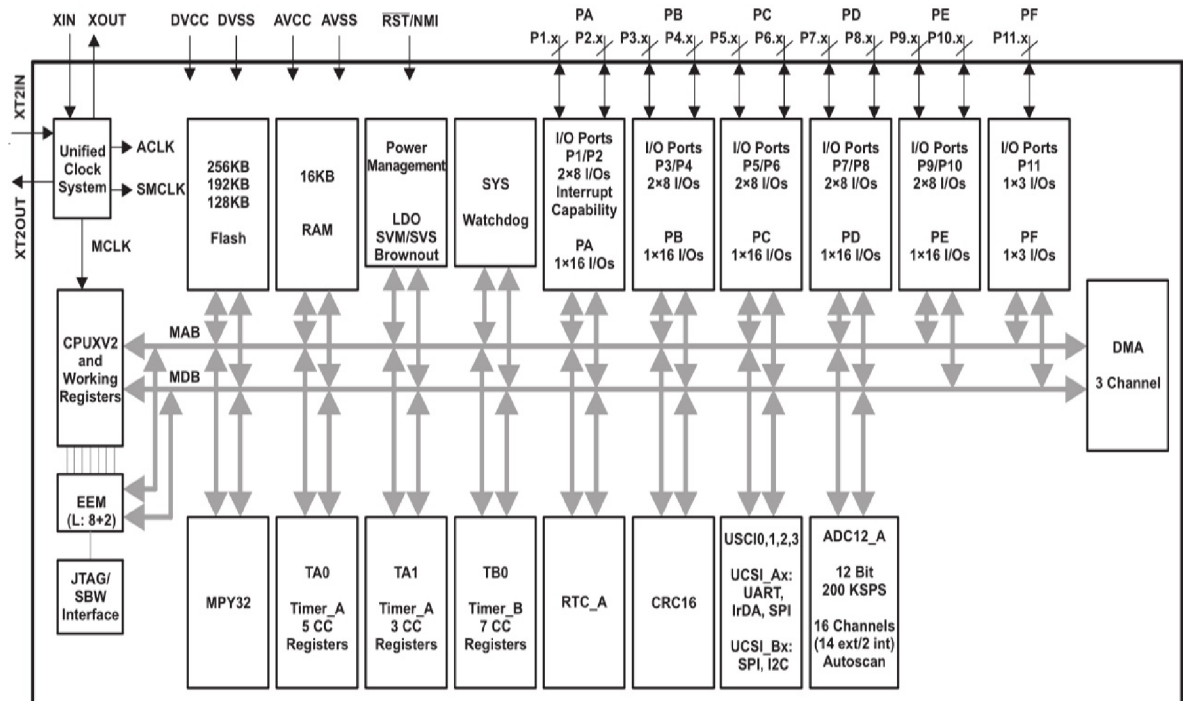 XIN XOUT DVCC DVSS AVCC AVSS RST/NMI PA PB PC PD PE PF
P1.x P2.x P3.x P4.x P5.x P6.x P7.x P8.x P9.x P10.x P11.x
XT2IN
XT2OUT
Unified
Clock
System
ACLK
SMCLK
MCLK
256KB
192KB
128KB
Flash
16KB
RAM
Power
Management
LDO
SVM/SVS
Brownout
SYS
Watchdog
I/O Ports
P1/P2
2×8 I/Os
Interrupt
Capability
PA
1×16 I/Os
I/O Ports
P3/P4
2×8 I/Os
PB
1×16 I/Os
I/O Ports
P5/P6
2×8 I/Os
PC
1×16 I/Os
I/O Ports
P7/P8
2×8 I/Os
PD
1×16 I/Os
I/O Ports
P9/P10
2×8 I/Os
PE
1×16 I/Os
I/O Ports
P11
1×3 I/Os
PF
1×3 I/Os
CPUXV2
and
Working
Registers
MAB
MDB
DMA
3 Channel
EEM
(L: 8+2)
JTAG/
SBW
Interface
MPY32
TA0
Timer_A
5 CC
Registers
TA1
Timer_A
3 CC
Registers
TB0
Timer_B
7 CC
Registers
RTC_A
CRC16
USCI0,1,2,3
UCSI_Ax:
UART,
IrDA, SPI
UCSI_Bx:
SPI, I2C
ADC12_A
12 Bit
200 KSPS
16 Channels
(14 ext/2 int)
Autoscan